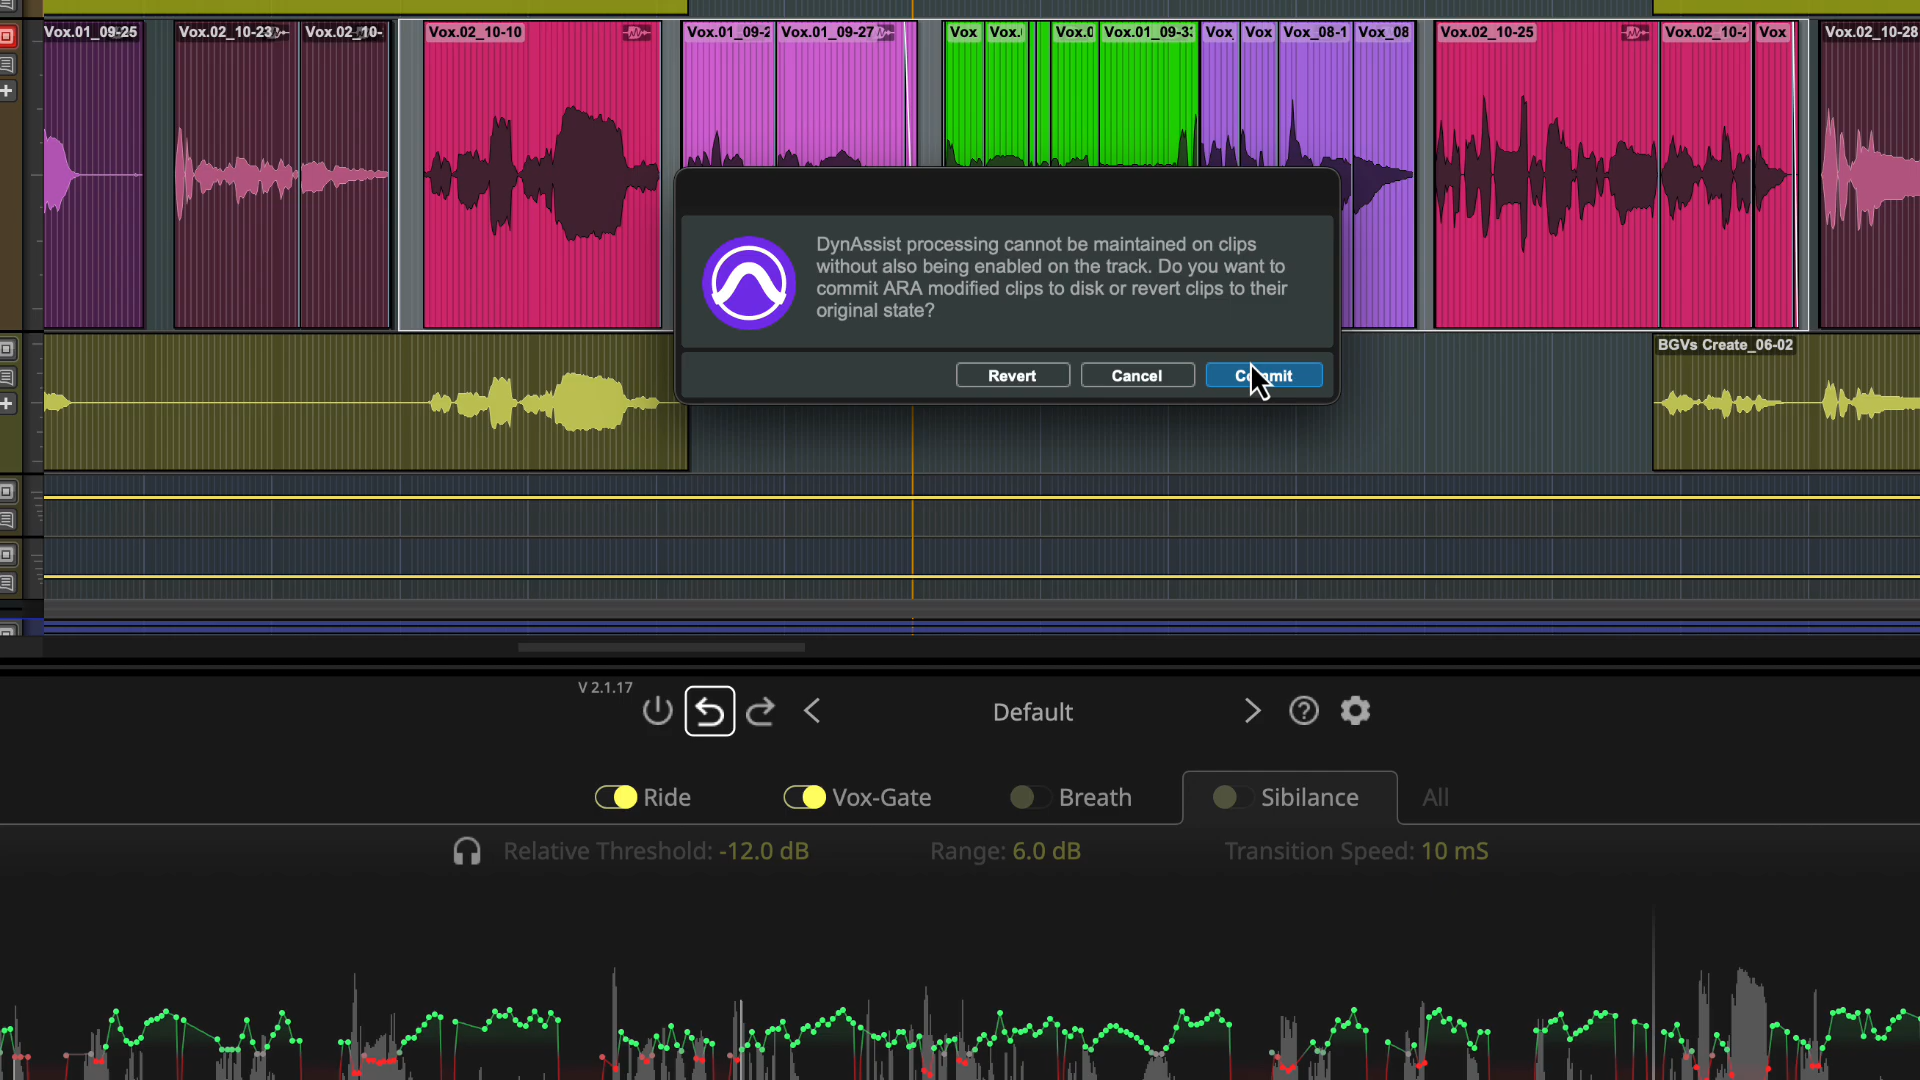 Vox.01_09-25
Vox.02_10-23
Vox.02_10-
Vox.02_10-10
Vox.01_09-2
Vox.01_09-27
Vox
Vox.
Vox.0
Vox.01_09-3
Vox
Vox
Vox_08-1
Vox_08
Vox.02_10-25
Vox.02_10-2
Vox
Vox.02_10-28
DynAssist processing cannot be maintained on clips
without also being enabled on the track. Do you want to
commit ARA modified clips to disk or revert clips to their
original state?
Revert
Cancel
BGVs Create_06-02
V 2.1.17
Default
Ride
Vox-Gate
Breath
Sibilance
All
Relative Threshold: -12.0 dB
Range: 6.0 dB
Transition Speed: 10 mS